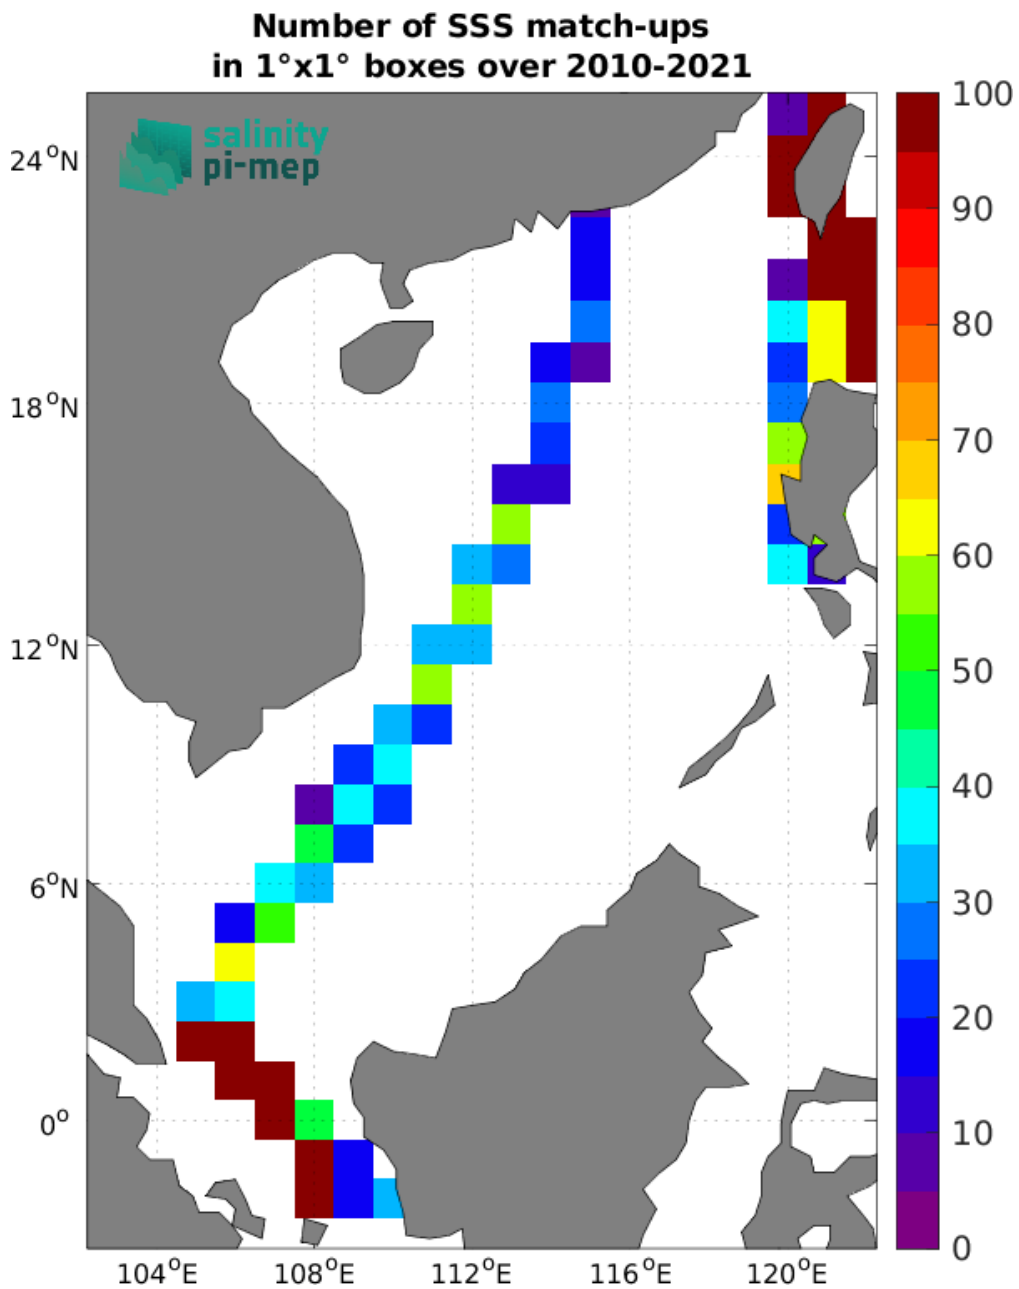 Number of SSS match-ups
in 1°x1° boxes over 2010-2021
salinity
pi-mep
24°N
18°N
12°N
6°N
0°
104°E 108°E 112°E 116°E 120°E
100
90
80
70
60
50
40
30
20
10
0